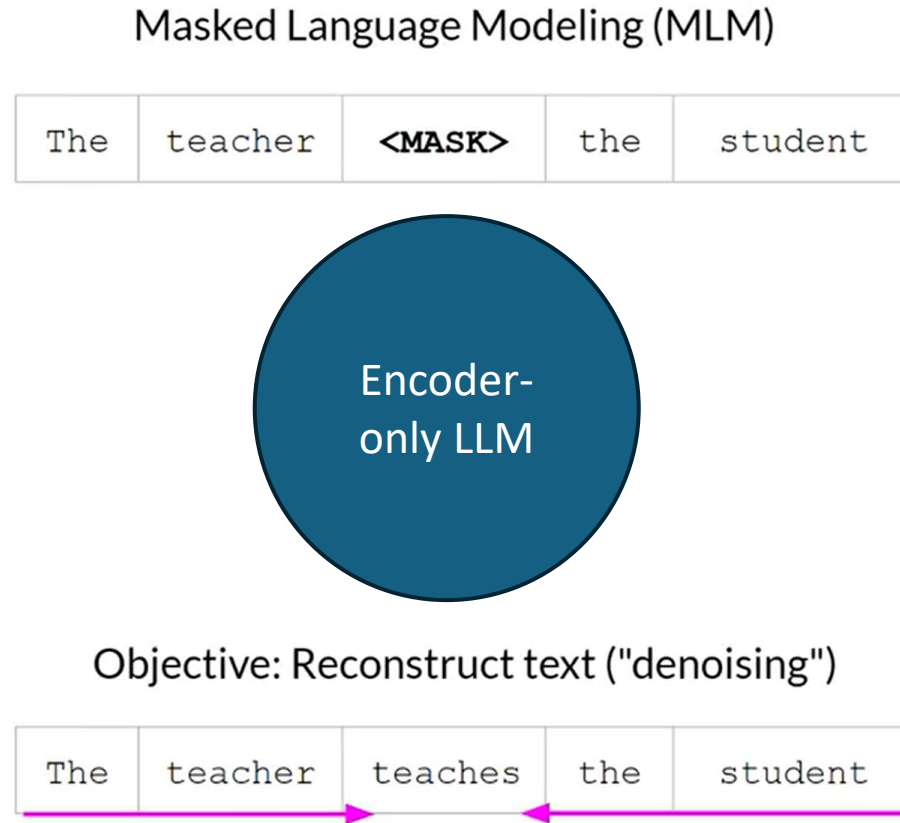 Masked Language Modeling (MLM)
The teacher <MASK> the student
Encoder-
only LLM
Objective: Reconstruct text ("denoising")
The teacher teaches the student